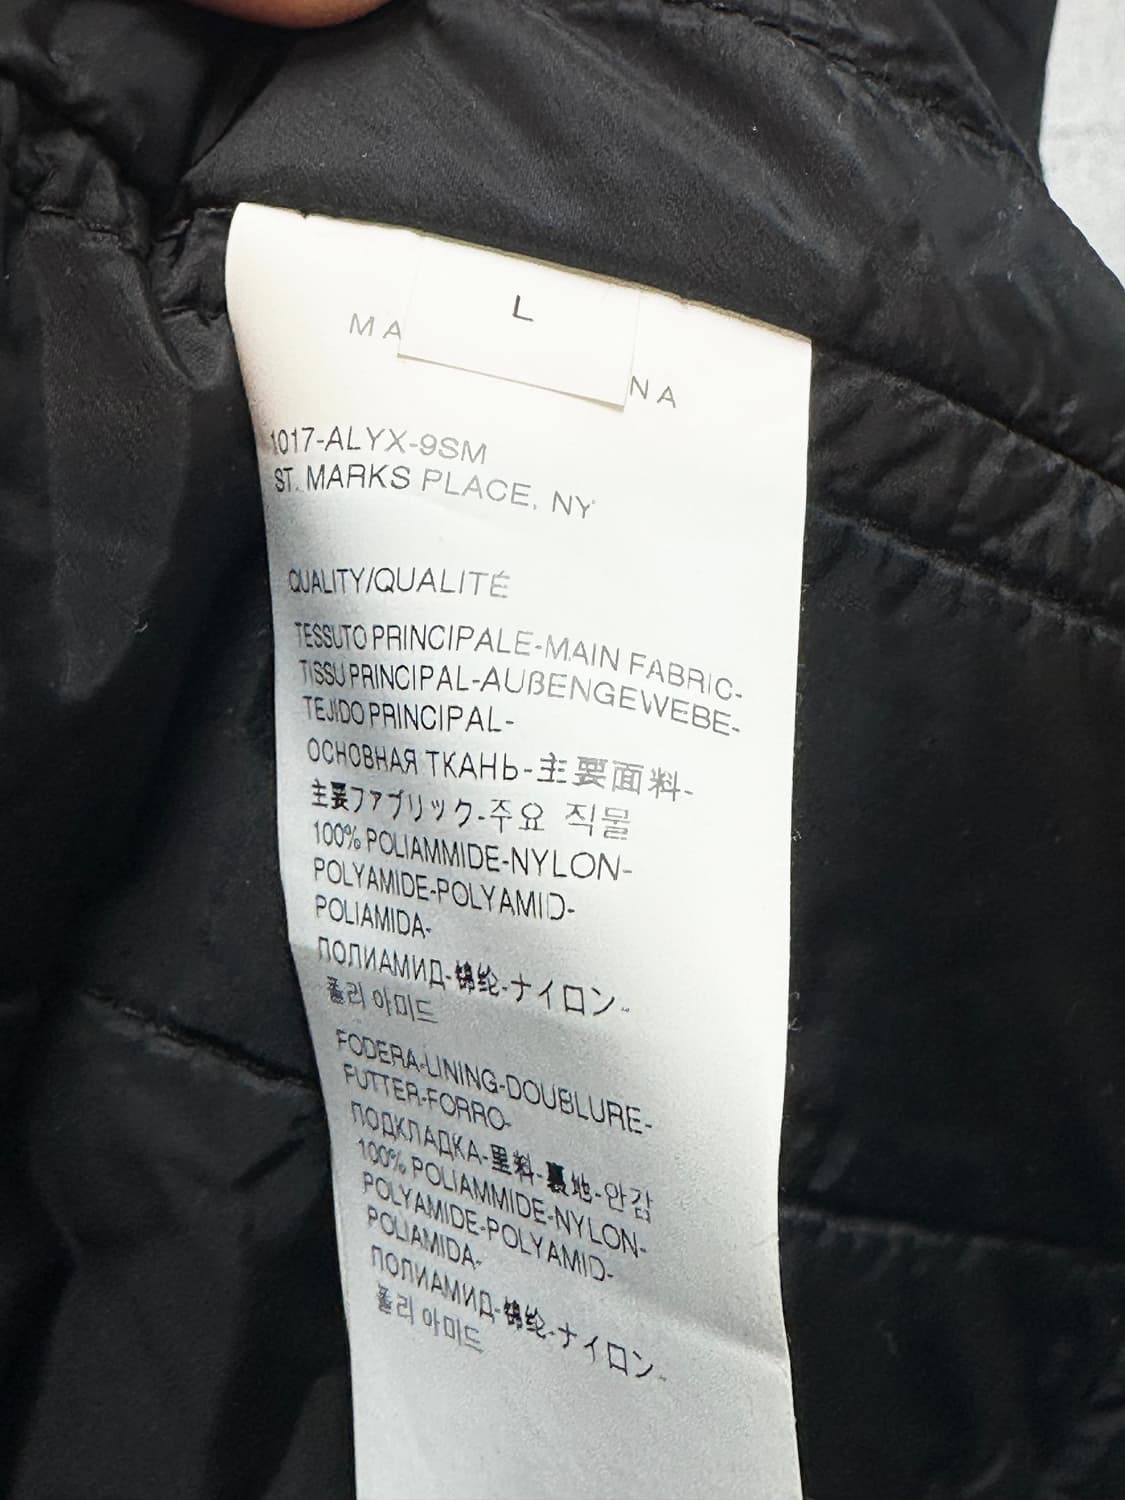 L
MA
NA
1017-ALYX-9SM
ST. MARKS PLACE, NY
QUALITY/QUALITÉ
TESSUTO PRINCIPALE-MAIN FABRIC-
TISSU PRINCIPAL-AUßENGEWEBE-
TEJIDO PRINCIPAL-
ОСНОВНАЯ ТКАНЬ-主要面料-
主要ファブリック-주요 직물
100% POLIAMMIDE-NYLON-
POLYAMIDE-POLYAMID-
POLIAMIDA-
ПОЛИАМИД-锦纶-ナイロン-
폴리 아미드
FODERA-LINING-DOUBLURE-
FUTTER-FORRO-
ПОДКЛАДКА-里料-裏地-안감
100% POLIAMMIDE-NYLON-
POLYAMIDE-POLYAMID-
POLIAMIDA-
ПОЛИАМИД-锦纶-ナイロン-
폴리 아미드